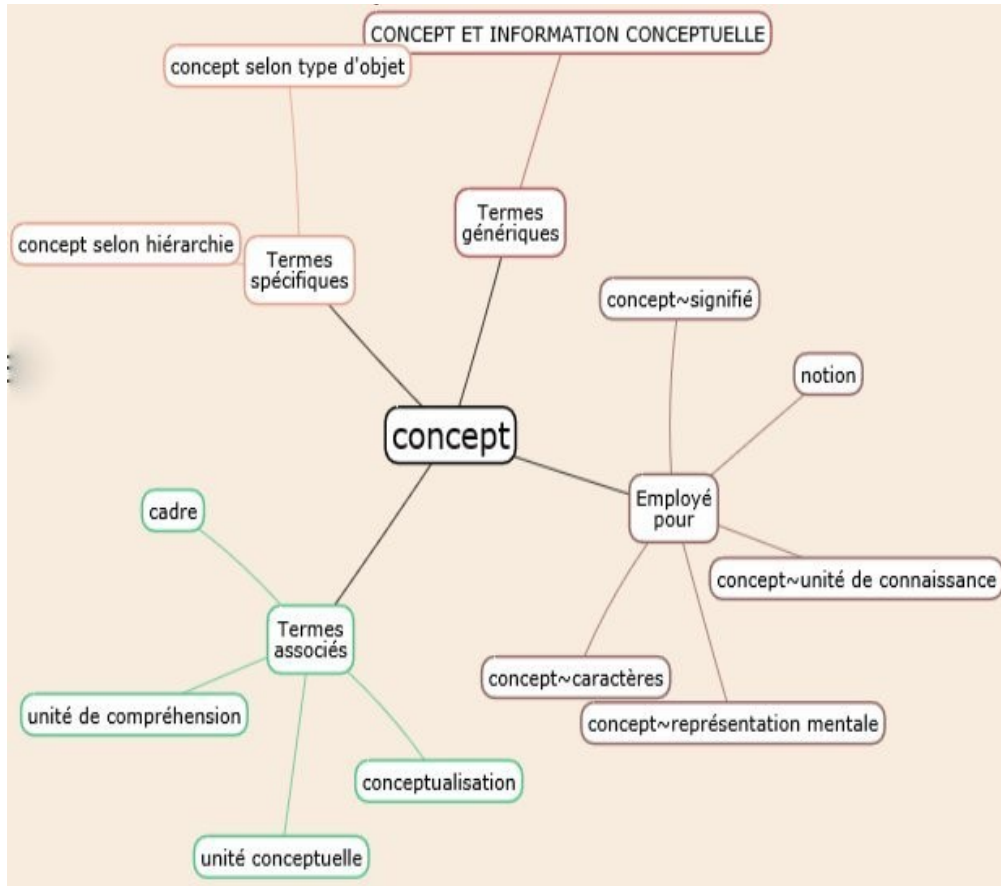 CONCEPT ET INFORMATION CONCEPTUELLE
concept selon type d'objet
Termes
génériques
concept selon hiérarchie
Termes
spécifiques
concept~signifié
notion
concept
Employé
pour
cadre
concept~unité de connaissance
Termes
associés
concept~caractères
unité de compréhension
concept~représentation mentale
conceptualisation
unité conceptuelle